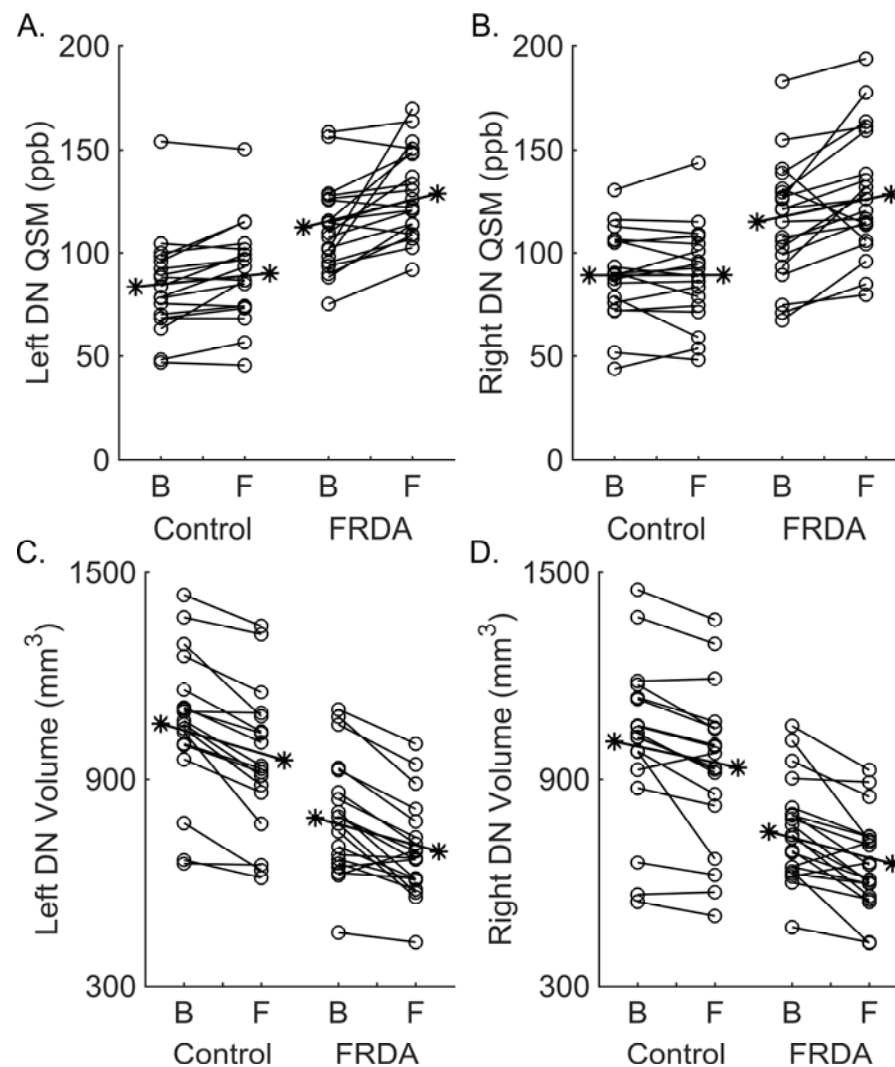 A.
Left DN QSM (ppb)
200
150
100
50
0
B F B F
Control FRDA
B.
Right DN QSM (ppb)
200
150
100
50
0
B F B F
Control FRDA
C.
Left DN Volume (mm³)
1500
900
300
B F B F
Control FRDA
D.
Right DN Volume (mm³)
1500
900
300
B F B F
Control FRDA